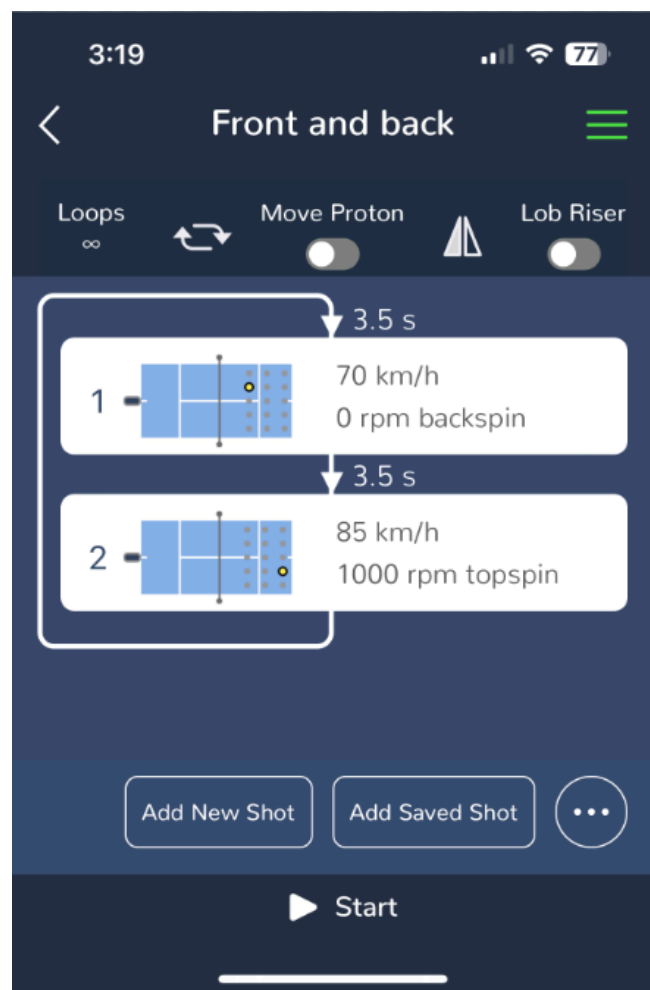 3:19
77
Front and back
Loops
∞
Move Proton
Lob Riser
3.5 s
1
70 km/h
0 rpm backspin
3.5 s
2
85 km/h
1000 rpm topspin
Add New Shot
Add Saved Shot
Start